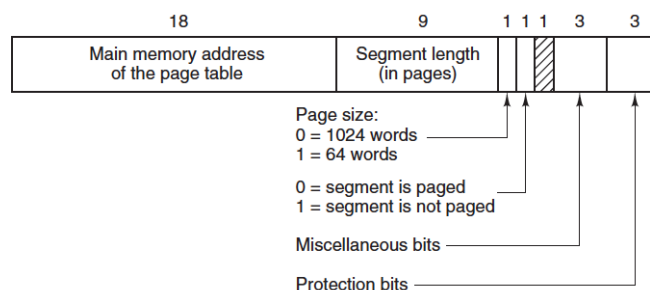 18 9 1 1 1 3 3
Main memory address
of the page table
Segment length
(in pages)
Page size:
0 = 1024 words
1 = 64 words
0 = segment is paged
1 = segment is not paged
Miscellaneous bits
Protection bits